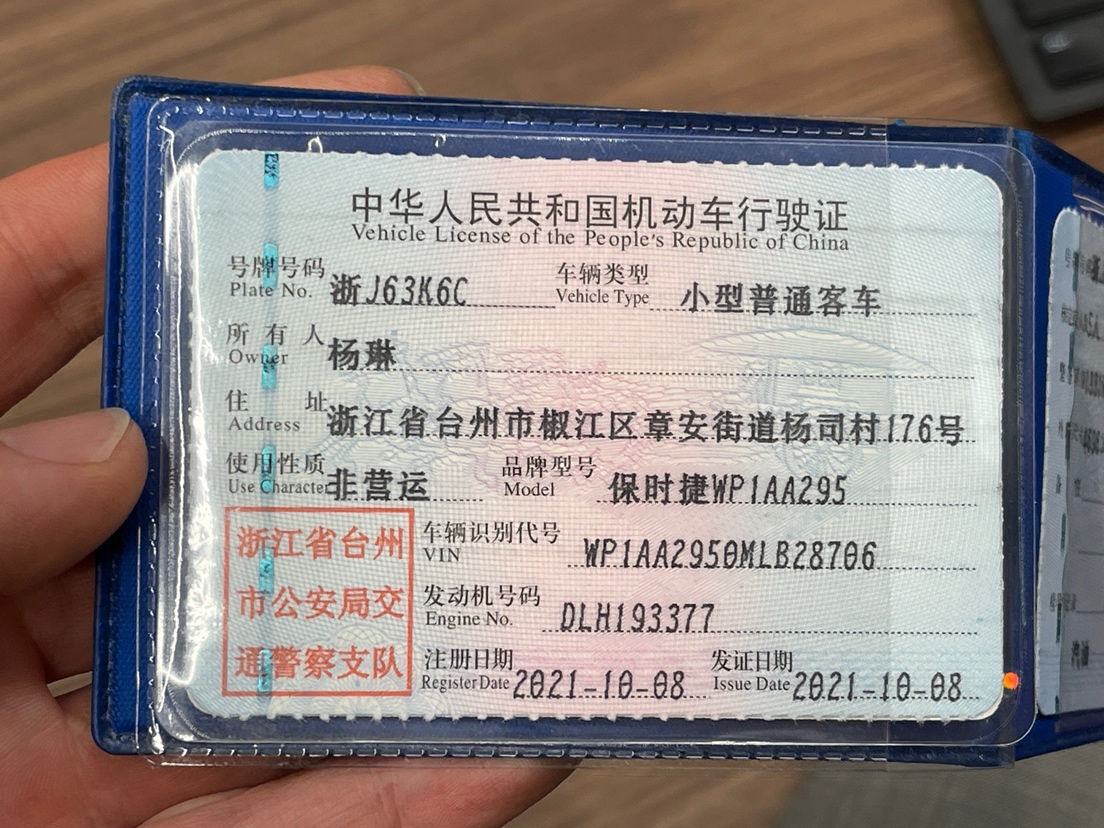 中华人民共和国机动车行驶证
Vehicle License of the People's Republic of China
号牌号码 浙J63K6C 车辆类型 小型普通客车
Plate No. Vehicle Type
所有人 杨琳
Owner
住址 浙江省台州市椒江区章安街道杨司村176号
Address
使用性质 非营运 品牌型号 保时捷WP1AA295
Use Character Model
浙江省台州
市公安局交
通警察支队
车辆识别代号 WP1AA2950MLB28706
VIN
发动机号码 DLH193377
Engine No.
注册日期 2021-10-08 发证日期 2021-10-08
Register Date Issue Date
汽油